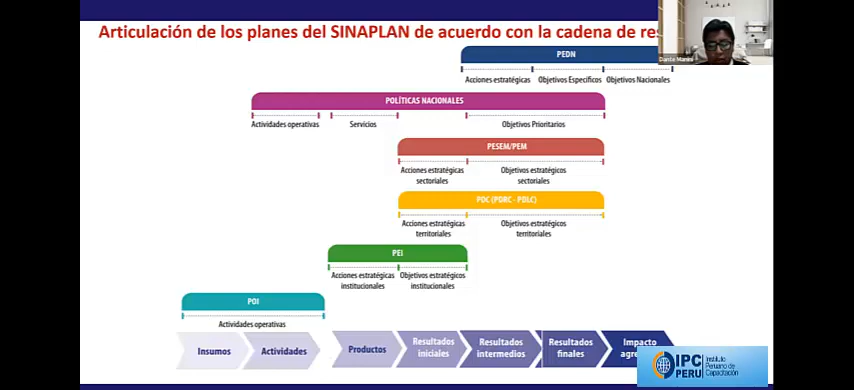 Articulación de los planes del SINAPLAN de acuerdo con la cadena de res
Dante Mamni
PEDN
Acciones estratégicas Objetivos Específicos Objetivos Nacionales
POLÍTICAS NACIONALES
Actividades operativas Servicios Objetivos Prioritarios
PESEM/PEM
Acciones estratégicas Objetivos estratégicos
sectoriales sectoriales
PDC (PDRC - PDLC)
Acciones estratégicas Objetivos estratégicos
territoriales territoriales
PEI
Acciones estratégicas Objetivos estratégicos
institucionales institucionales
POI
Actividades operativas
Insumos Actividades Productos Resultados iniciales Resultados intermedios Resultados finales Impacto agre
IPC PERÚ Instituto Peruano de Capacitación